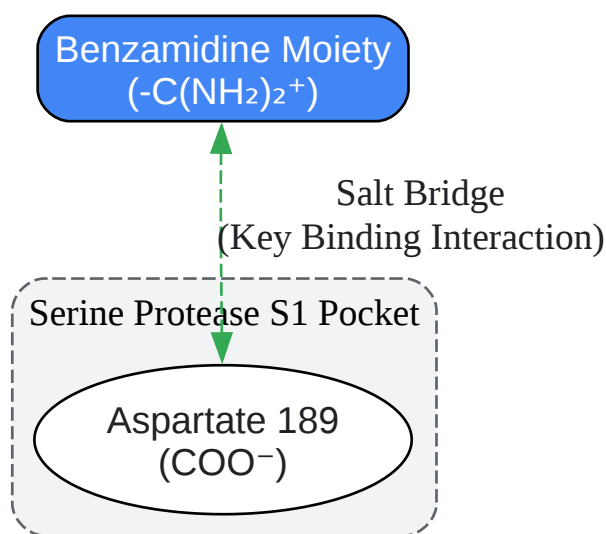 Benzamidine Moiety
(-C(NH₂)₂⁺)
Salt Bridge
(Key Binding Interaction)
Serine Protease S1 Pocket
Aspartate 189
(COO⁻)